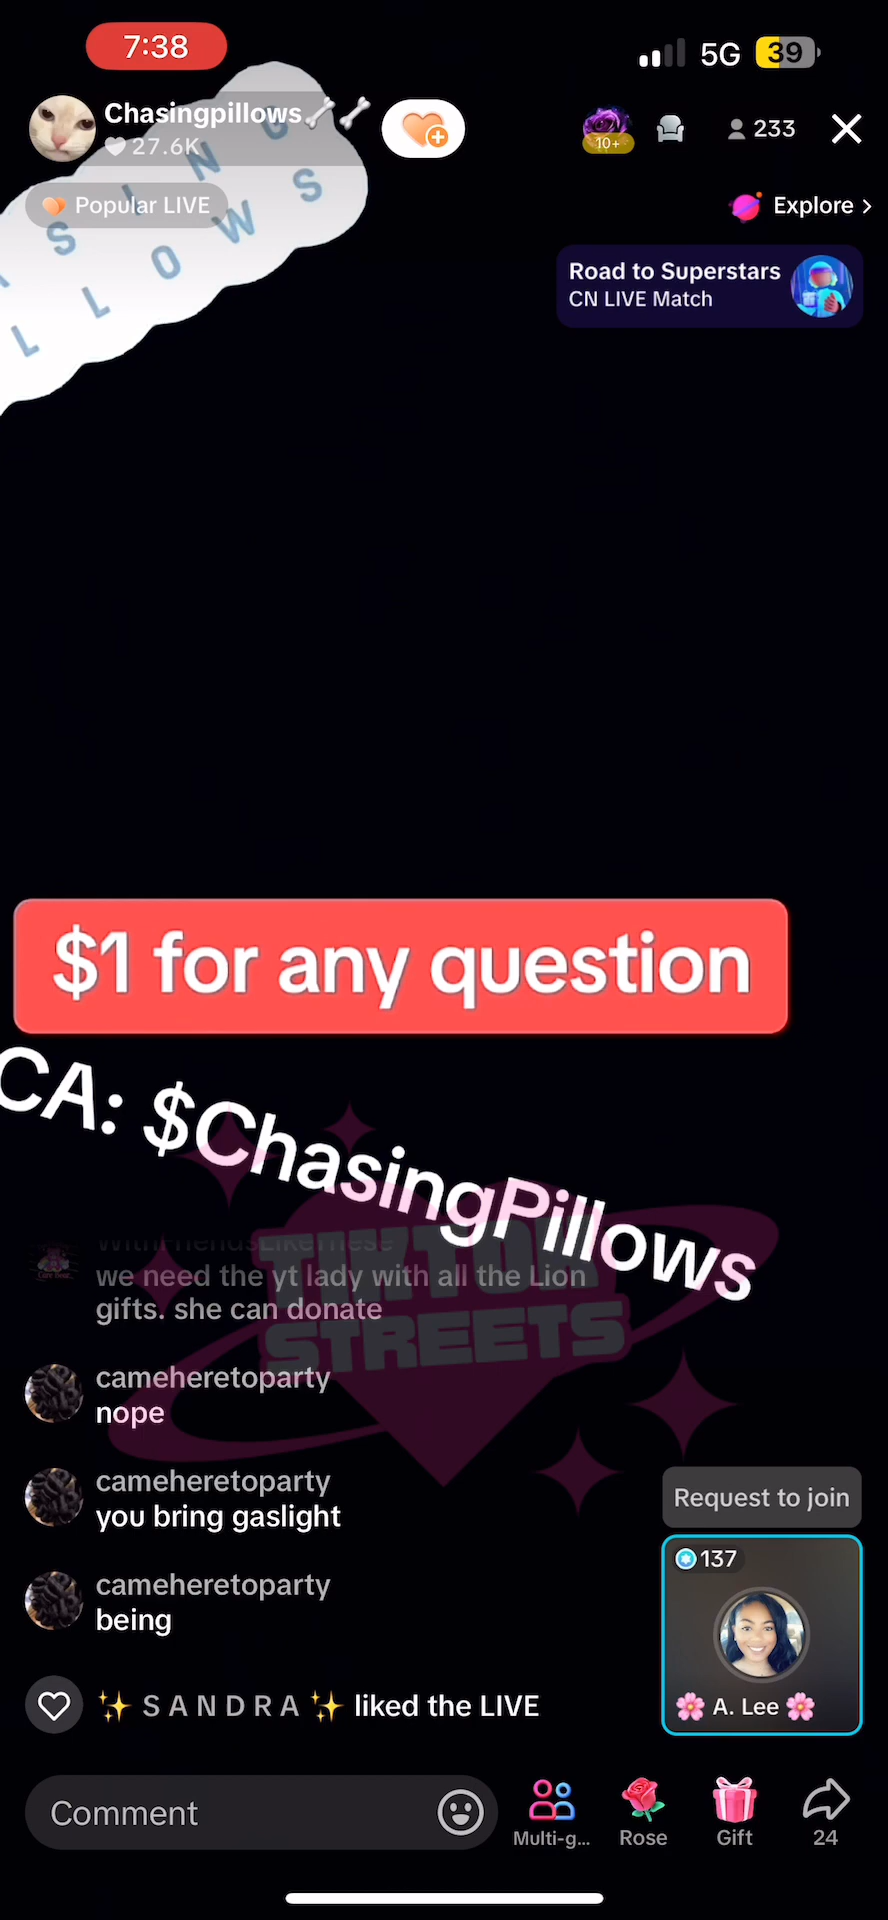 7:38
5G
39
Chasingpillows🦴🦴
27.6K
10+
233
Popular LIVE
Explore >
S I N G
L L O W S
Road to Superstars
CN LIVE Match
$1 for any question
CA: $ChasingPillows
TIKTOK
STREETS
WithFriendsLikeThese
we need the yt lady with all the Lion
gifts. she can donate
cameheretoparty
nope
cameheretoparty
you bring gaslight
cameheretoparty
being
Request to join
137
🌸 A. Lee 🌸
✨ S A N D R A ✨ liked the LIVE
Comment
Multi-g...
Rose
Gift
24